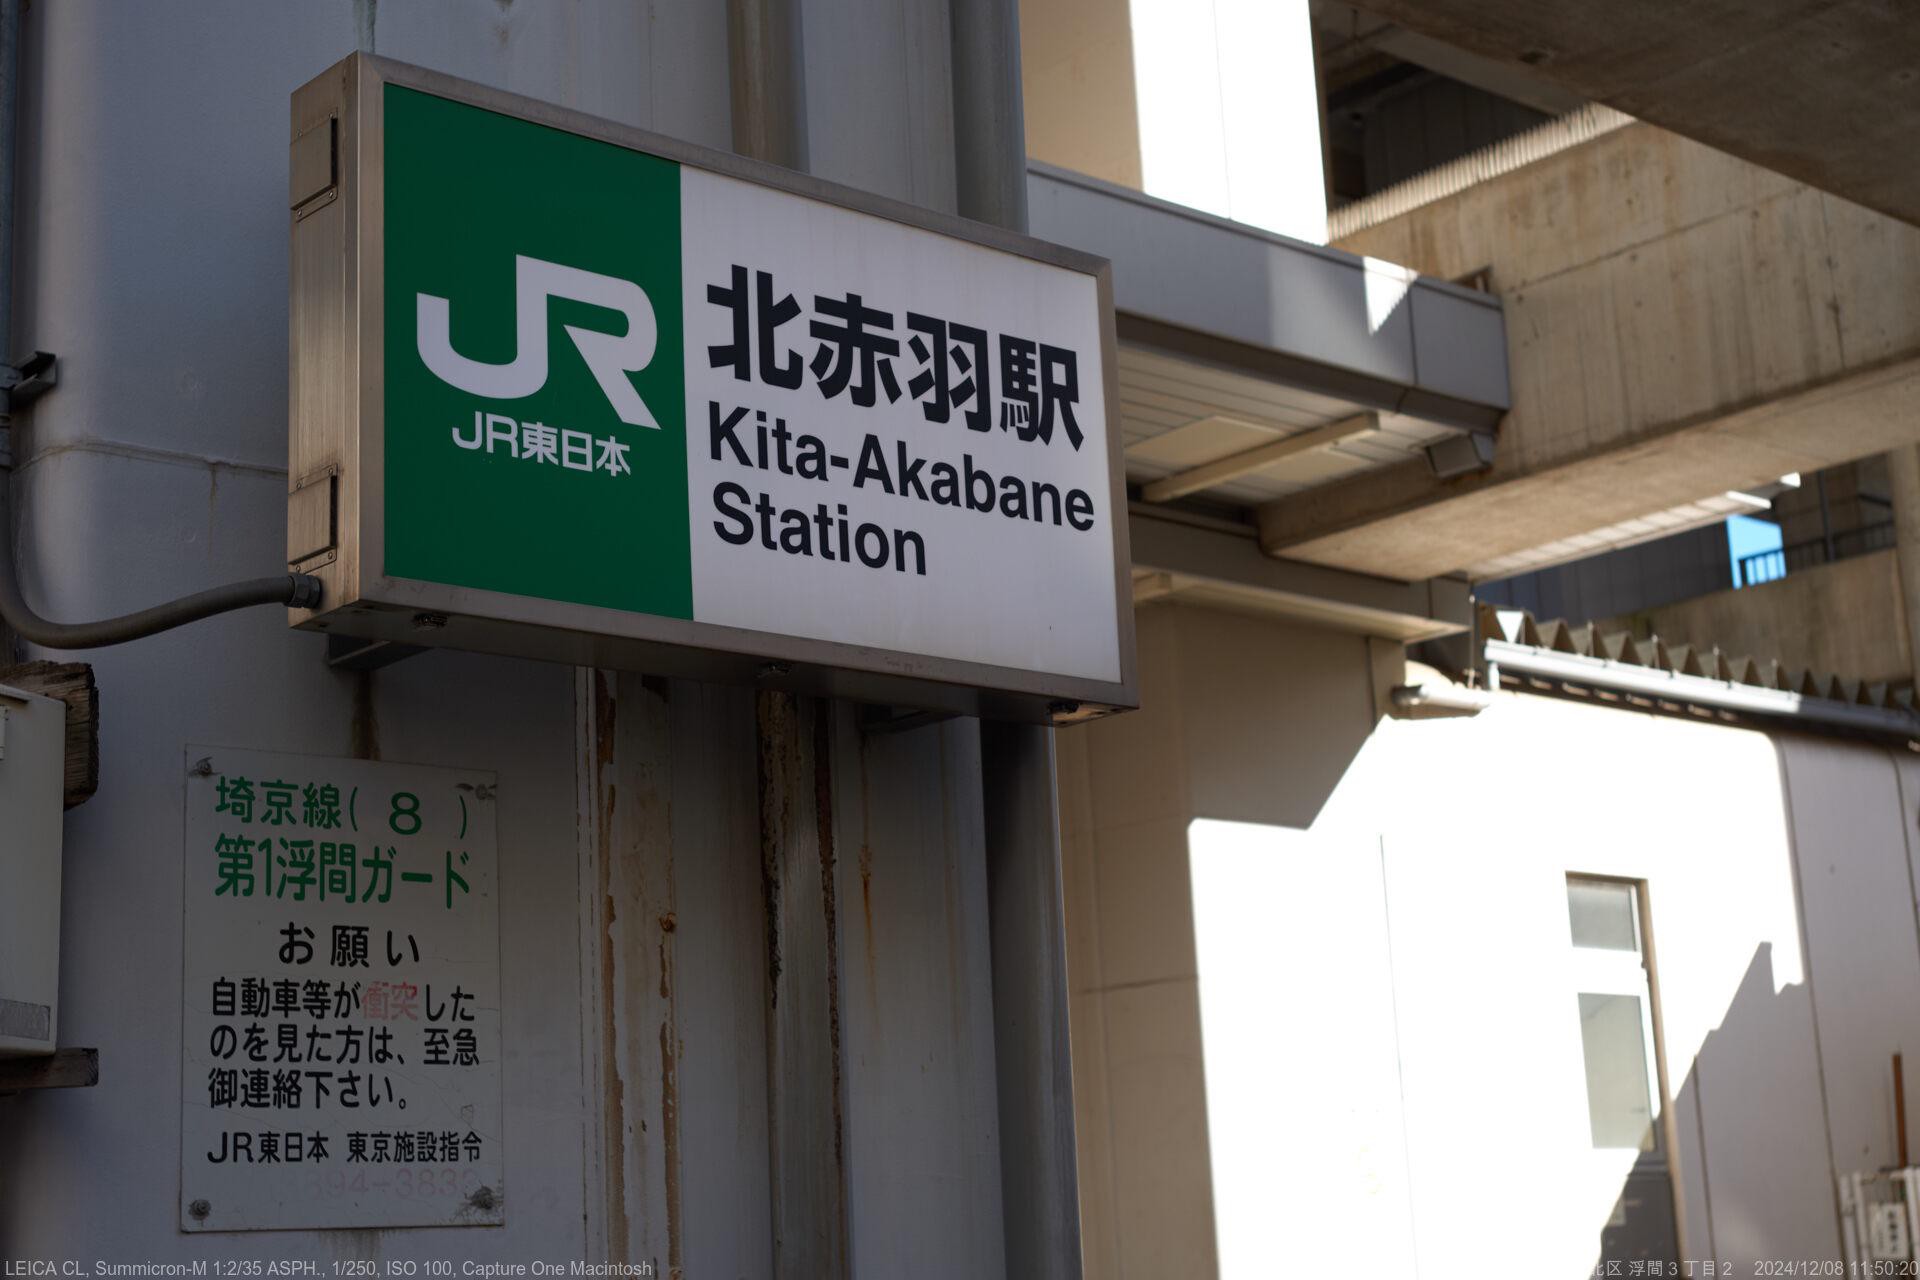 JR
JR東日本
北赤羽駅
Kita-Akabane
Station
埼京線( 8 )
第1浮間ガード
お願い
自動車等が衝突した
のを見た方は、至急
御連絡下さい。
JR東日本 東京施設指令
394-383
LEICA CL, Summicron-M 1:2/35 ASPH., 1/250, ISO 100, Capture One Macintosh
北区 浮間 3 丁目 2 2024/12/08 11:50:20